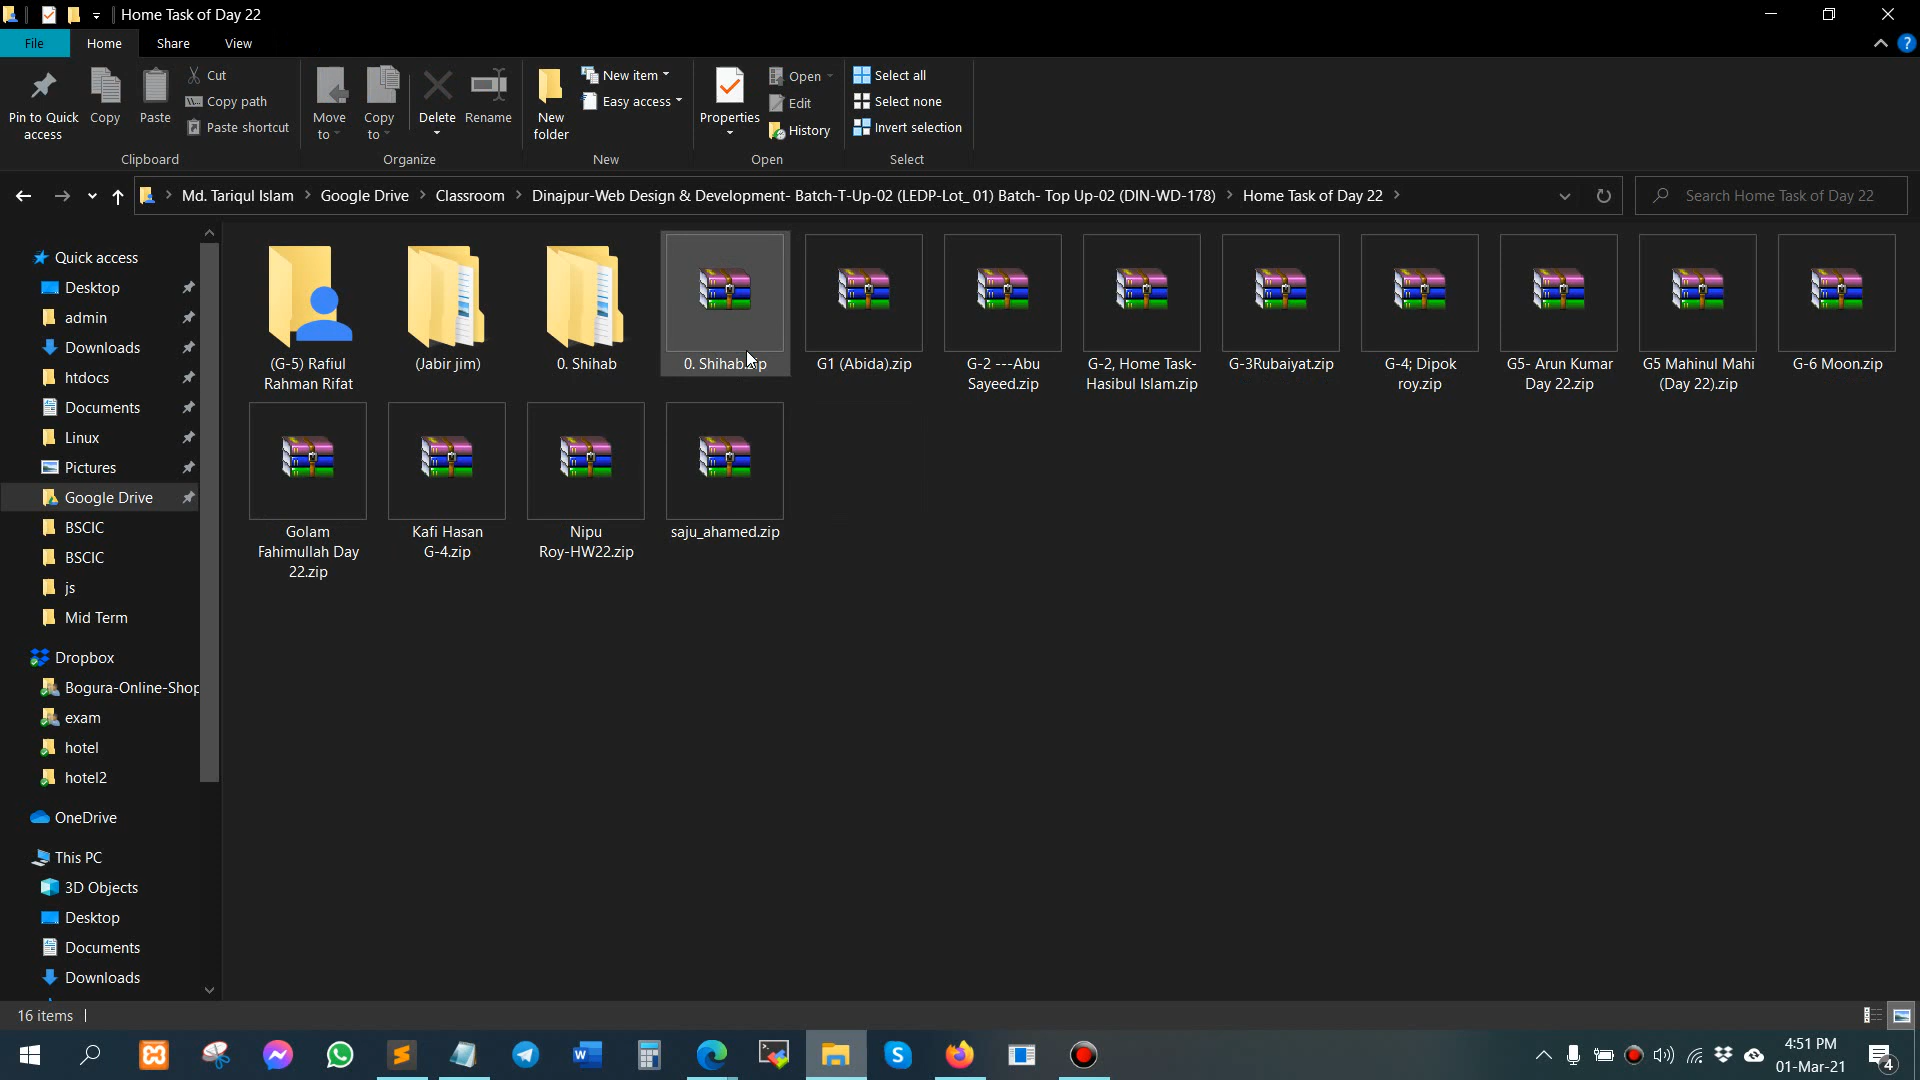 Home Task of Day 22
File Home Share View
Pin to Quick access
Copy
Paste
Cut
Copy path
Paste shortcut
Clipboard
Move to
Copy to
Delete
Rename
Organize
New folder
New item
Easy access
New
Properties
Open
Edit
History
Open
Select all
Select none
Invert selection
Select
Md. Tariqul Islam > Google Drive > Classroom > Dinajpur-Web Design & Development- Batch-T-Up-02 (LEDP-Lot_ 01) Batch- Top Up-02 (DIN-WD-178) > Home Task of Day 22 >
Search Home Task of Day 22
Quick access
Desktop
admin
Downloads
htdocs
Documents
Linux
Pictures
Google Drive
BSCIC
BSCIC
js
Mid Term
Dropbox
Bogura-Online-Shop
exam
hotel
hotel2
OneDrive
This PC
3D Objects
Desktop
Documents
Downloads
(G-5) Rafiul
Rahman Rifat
(Jabir jim)
0. Shihab
0. Shihab.zip
G1 (Abida).zip
G-2 ---Abu
Sayeed.zip
G-2, Home Task-
Hasibul Islam.zip
G-3Rubaiyat.zip
G-4; Dipok
roy.zip
G5- Arun Kumar
Day 22.zip
G5 Mahinul Mahi
(Day 22).zip
G-6 Moon.zip
Golam
Fahimullah Day
22.zip
Kafi Hasan
G-4.zip
Nipu
Roy-HW22.zip
saju_ahamed.zip
16 items
4:51 PM
01-Mar-21
4